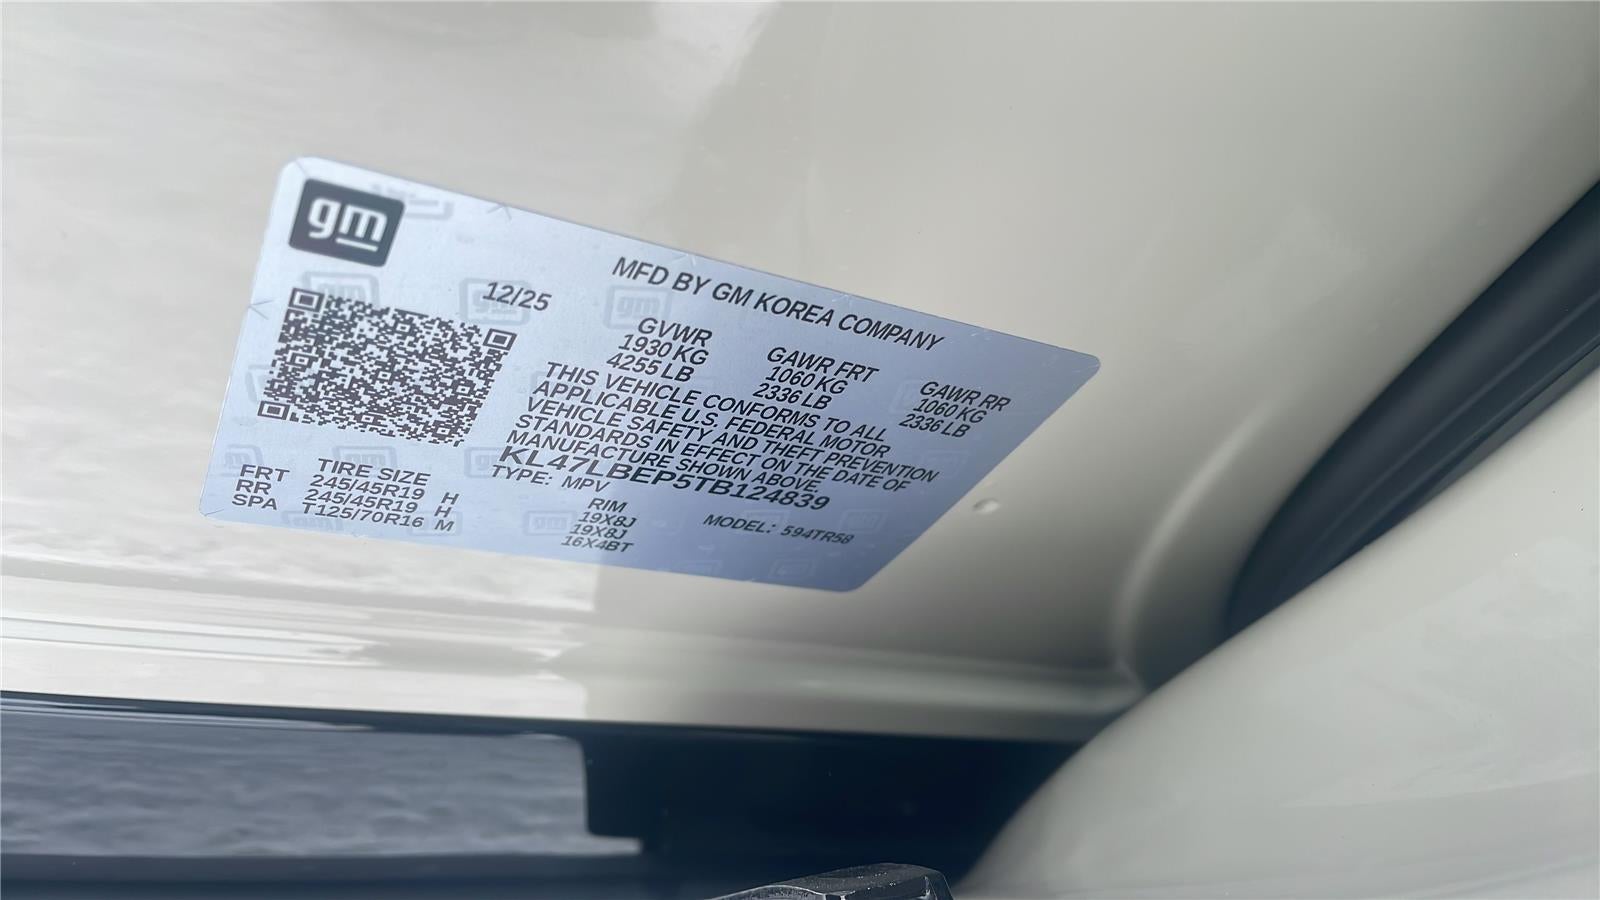 gm
MFD BY GM KOREA COMPANY
12/25
GVWR GAWR FRT GAWR RR
1930 KG 1060 KG 1060 KG
4255 LB 2336 LB 2336 LB
THIS VEHICLE CONFORMS TO ALL
APPLICABLE U.S. FEDERAL MOTOR
VEHICLE SAFETY AND THEFT PREVENTION
STANDARDS IN EFFECT ON THE DATE OF
MANUFACTURE SHOWN ABOVE.
KL47LBEP5TB124839
TYPE: MPV MODEL: 594TR58
TIRE SIZE RIM
FRT 245/45R19 H 19X8J
RR 245/45R19 H 19X8J
SPA T125/70R16 M 16X4BT